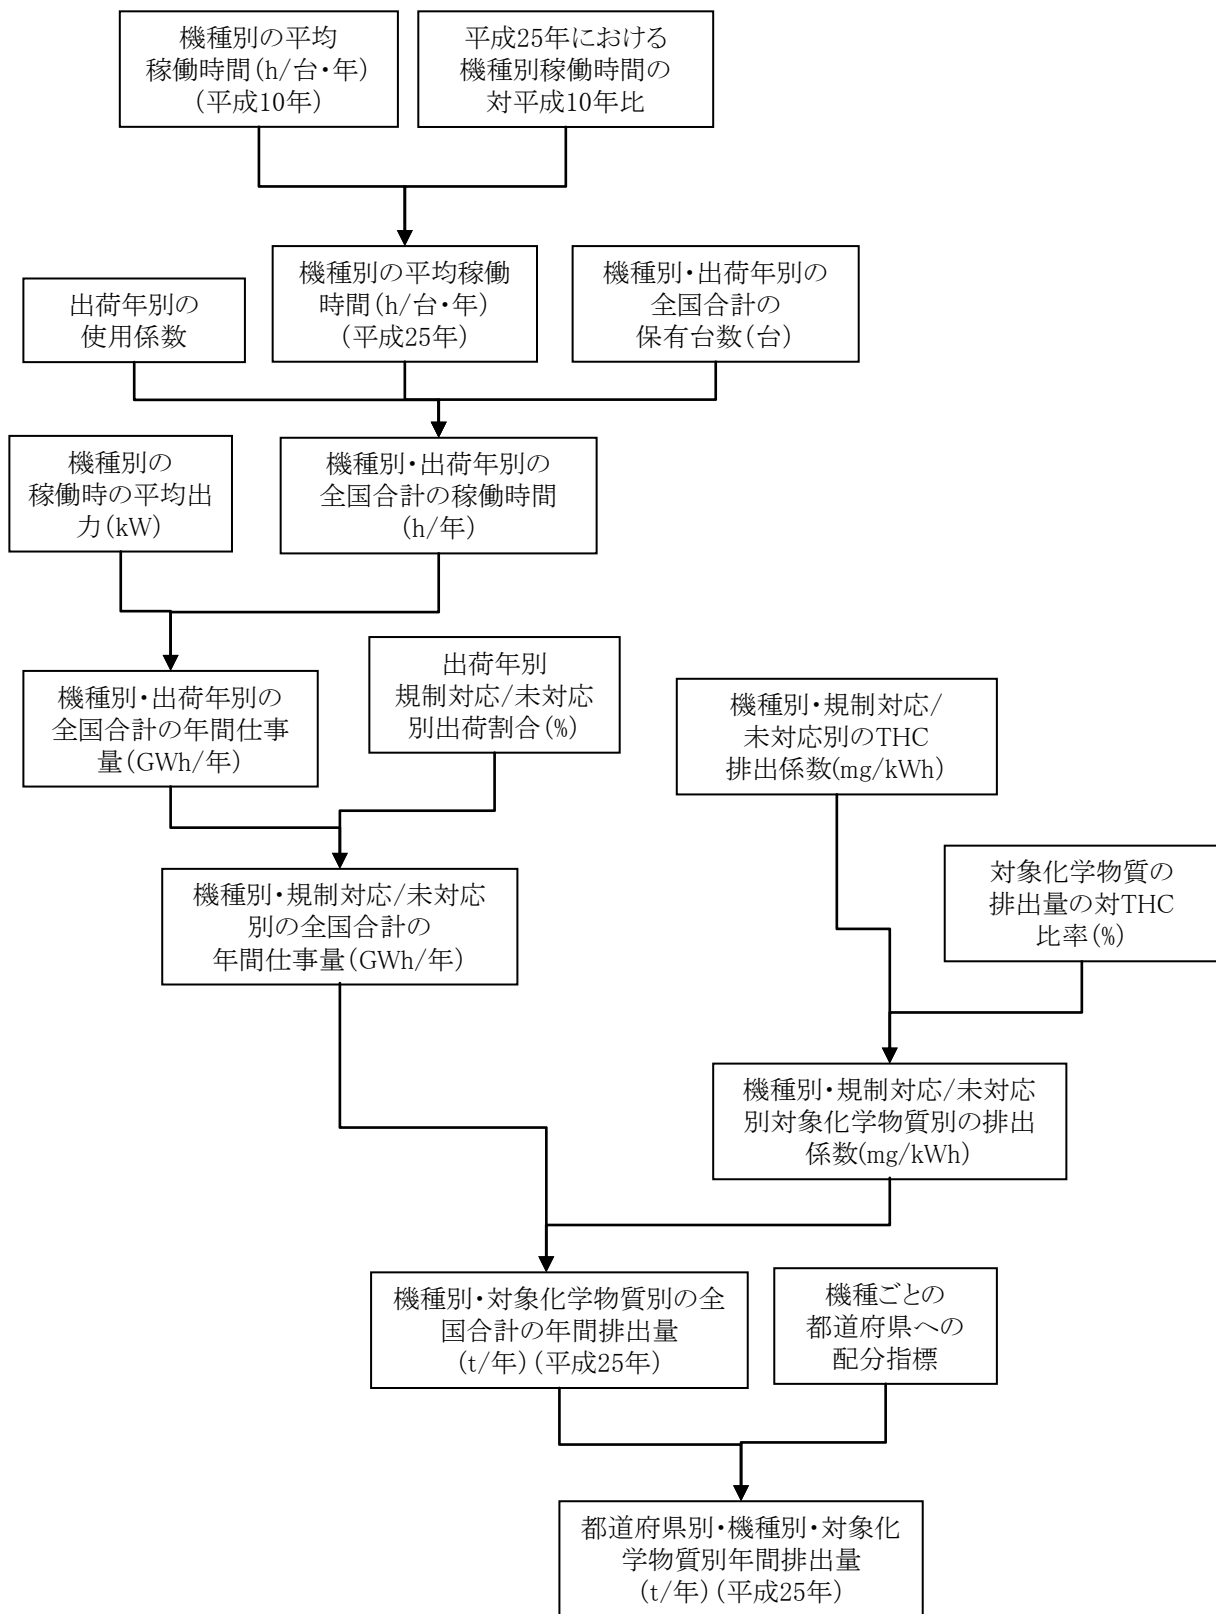 機種別の平均
稼働時間(h/台・年)
(平成10年)
平成25年における
機種別稼働時間の
対平成10年比
出荷年別の
使用係数
機種別の平均稼働
時間(h/台・年)
(平成25年)
機種別・出荷年別の
全国合計の
保有台数(台)
機種別の
稼働時の平均出
力(kW)
機種別・出荷年別の
全国合計の稼働時間
(h/年)
機種別・出荷年別の
全国合計の年間仕事
量(GWh/年)
出荷年別
規制対応/未対応
別出荷割合(%)
機種別・規制対応/
未対応別のTHC
排出係数(mg/kWh)
機種別・規制対応/未対応
別の全国合計の
年間仕事量(GWh/年)
対象化学物質の
排出量の対THC
比率(%)
機種別・規制対応/未対応
別対象化学物質別の排出
係数(mg/kWh)
機種別・対象化学物質別の全
国合計の年間排出量
(t/年)(平成25年)
機種ごとの
都道府県への
配分指標
都道府県別・機種別・対象化
学物質別年間排出量
(t/年)(平成25年)